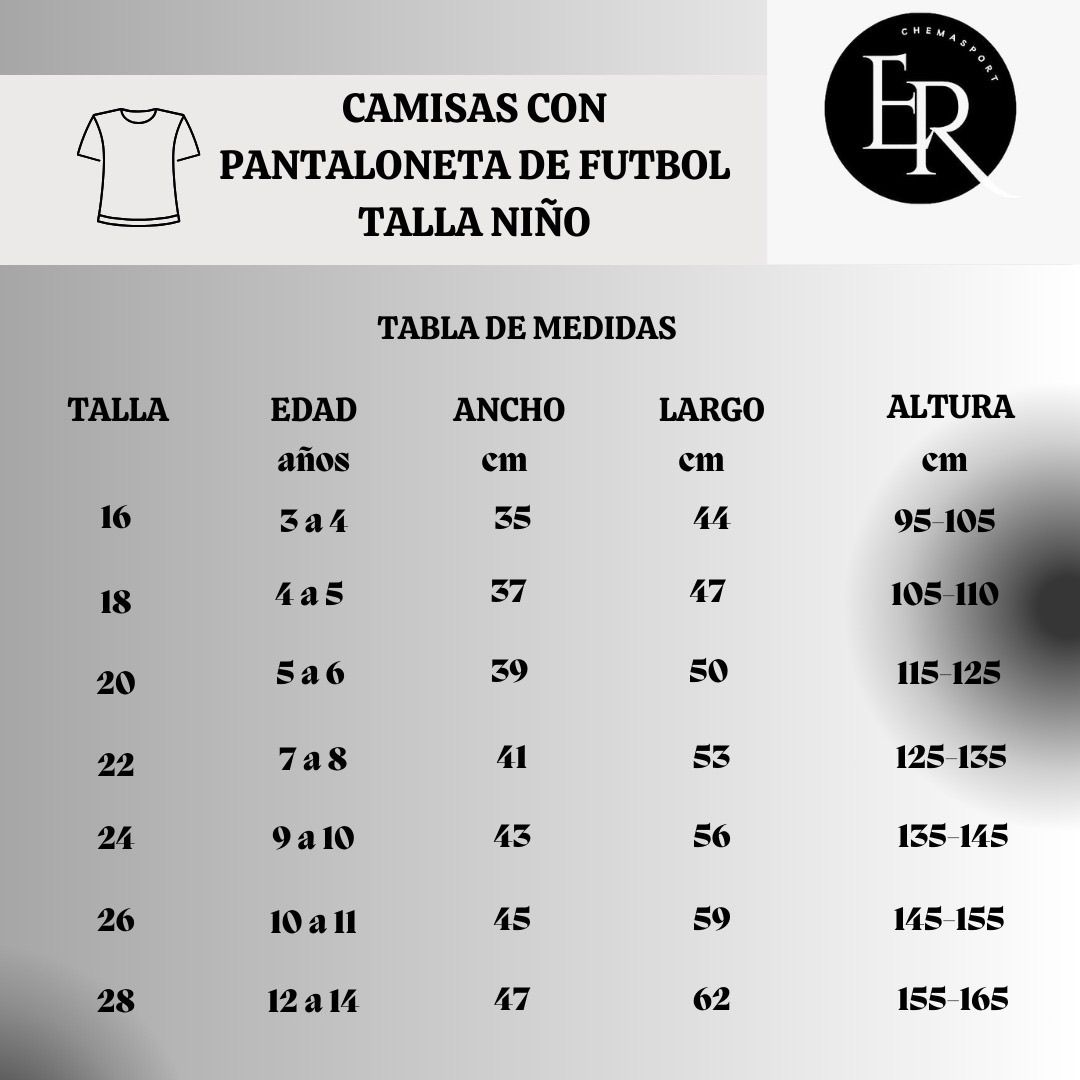 CHEMASPORT
ER
CAMISAS CON
PANTALONETA DE FUTBOL
TALLA NIÑO
TABLA DE MEDIDAS
TALLA EDAD ANCHO LARGO ALTURA
años cm cm cm
16 3 a 4 35 44 95-105
18 4 a 5 37 47 105-110
20 5 a 6 39 50 115-125
22 7 a 8 41 53 125-135
24 9 a 10 43 56 135-145
26 10 a 11 45 59 145-155
28 12 a 14 47 62 155-165